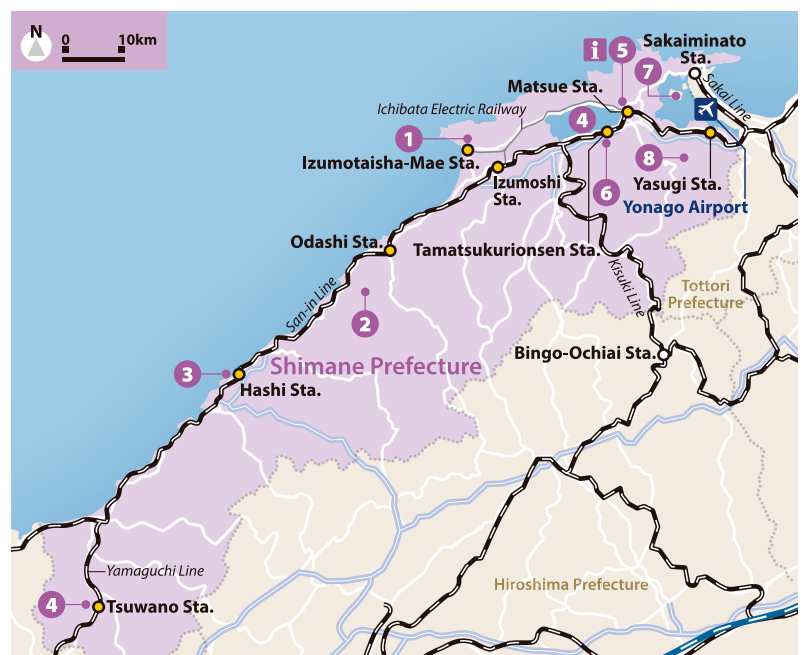 N
0 10km
Sakaiminato
Sta.
i 5
7
Sakai Line
Matsue Sta.
Ichibata Electric Railway
4
1
Izumotaisha-Mae Sta.
8
Izumoshi
Sta.
6
Yasugi Sta.
Yonago Airport
Odashi Sta.
Tamatsukurionsen Sta.
Kisuki Line
San-in Line
Tottori
Prefecture
2
Bingo-Ochiai Sta.
3
Shimane Prefecture
Hashi Sta.
Yamaguchi Line
Hiroshima Prefecture
4
Tsuwano Sta.